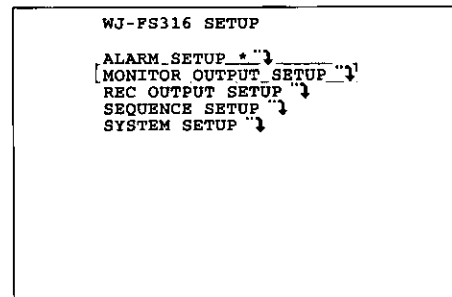 WJ-FS316 SETUP
ALARM SETUP *
MONITOR OUTPUT SETUP
REC OUTPUT SETUP
SEQUENCE SETUP
SYSTEM SETUP